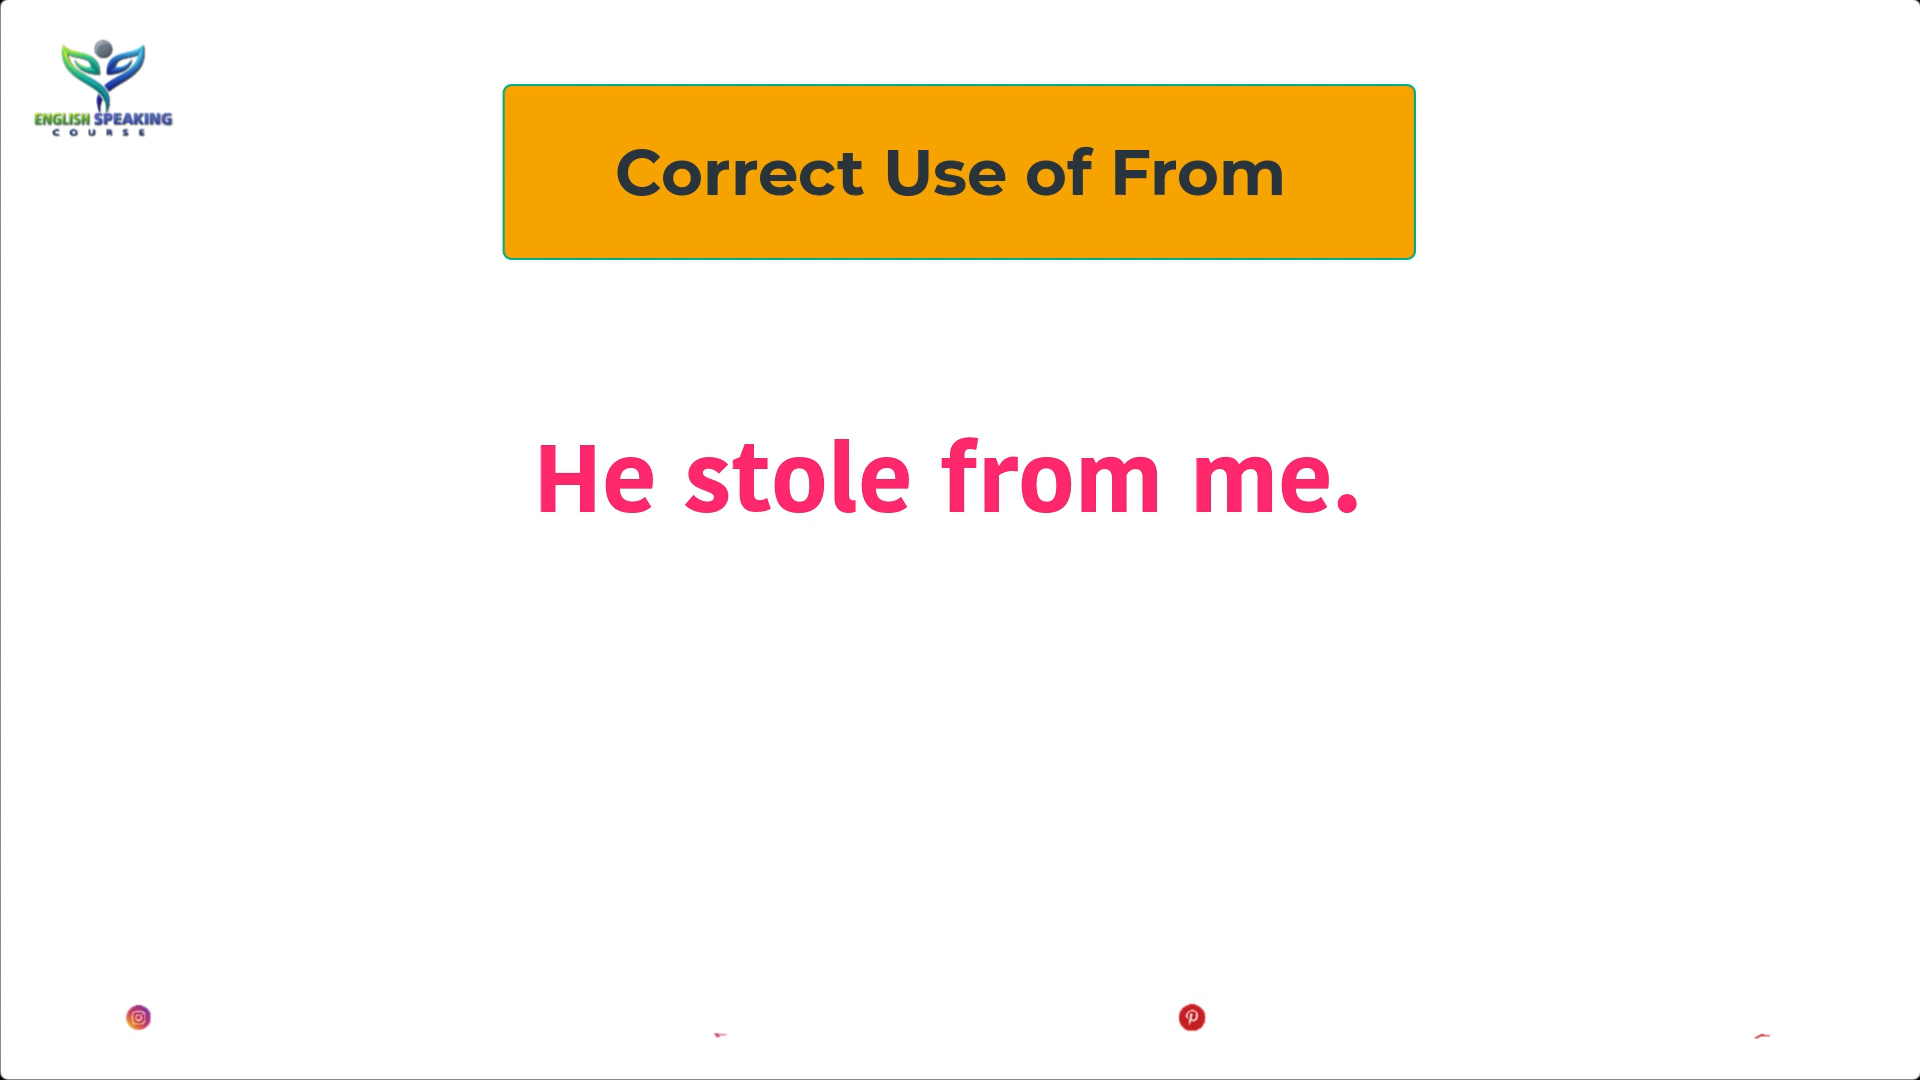 ENGLISH SPEAKING
COURSE
Correct Use of From
He stole from me.